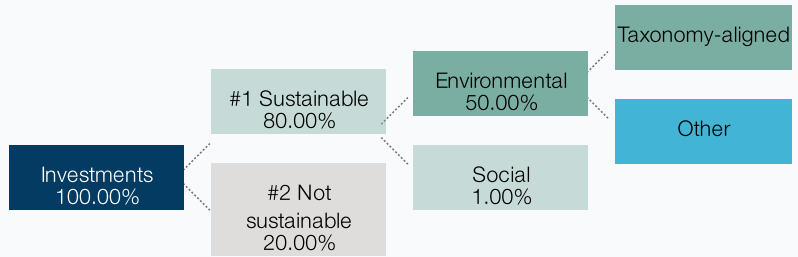 Investments
100.00%
#1 Sustainable
80.00%
#2 Not
sustainable
20.00%
Environmental
50.00%
Social
1.00%
Taxonomy-aligned
Other